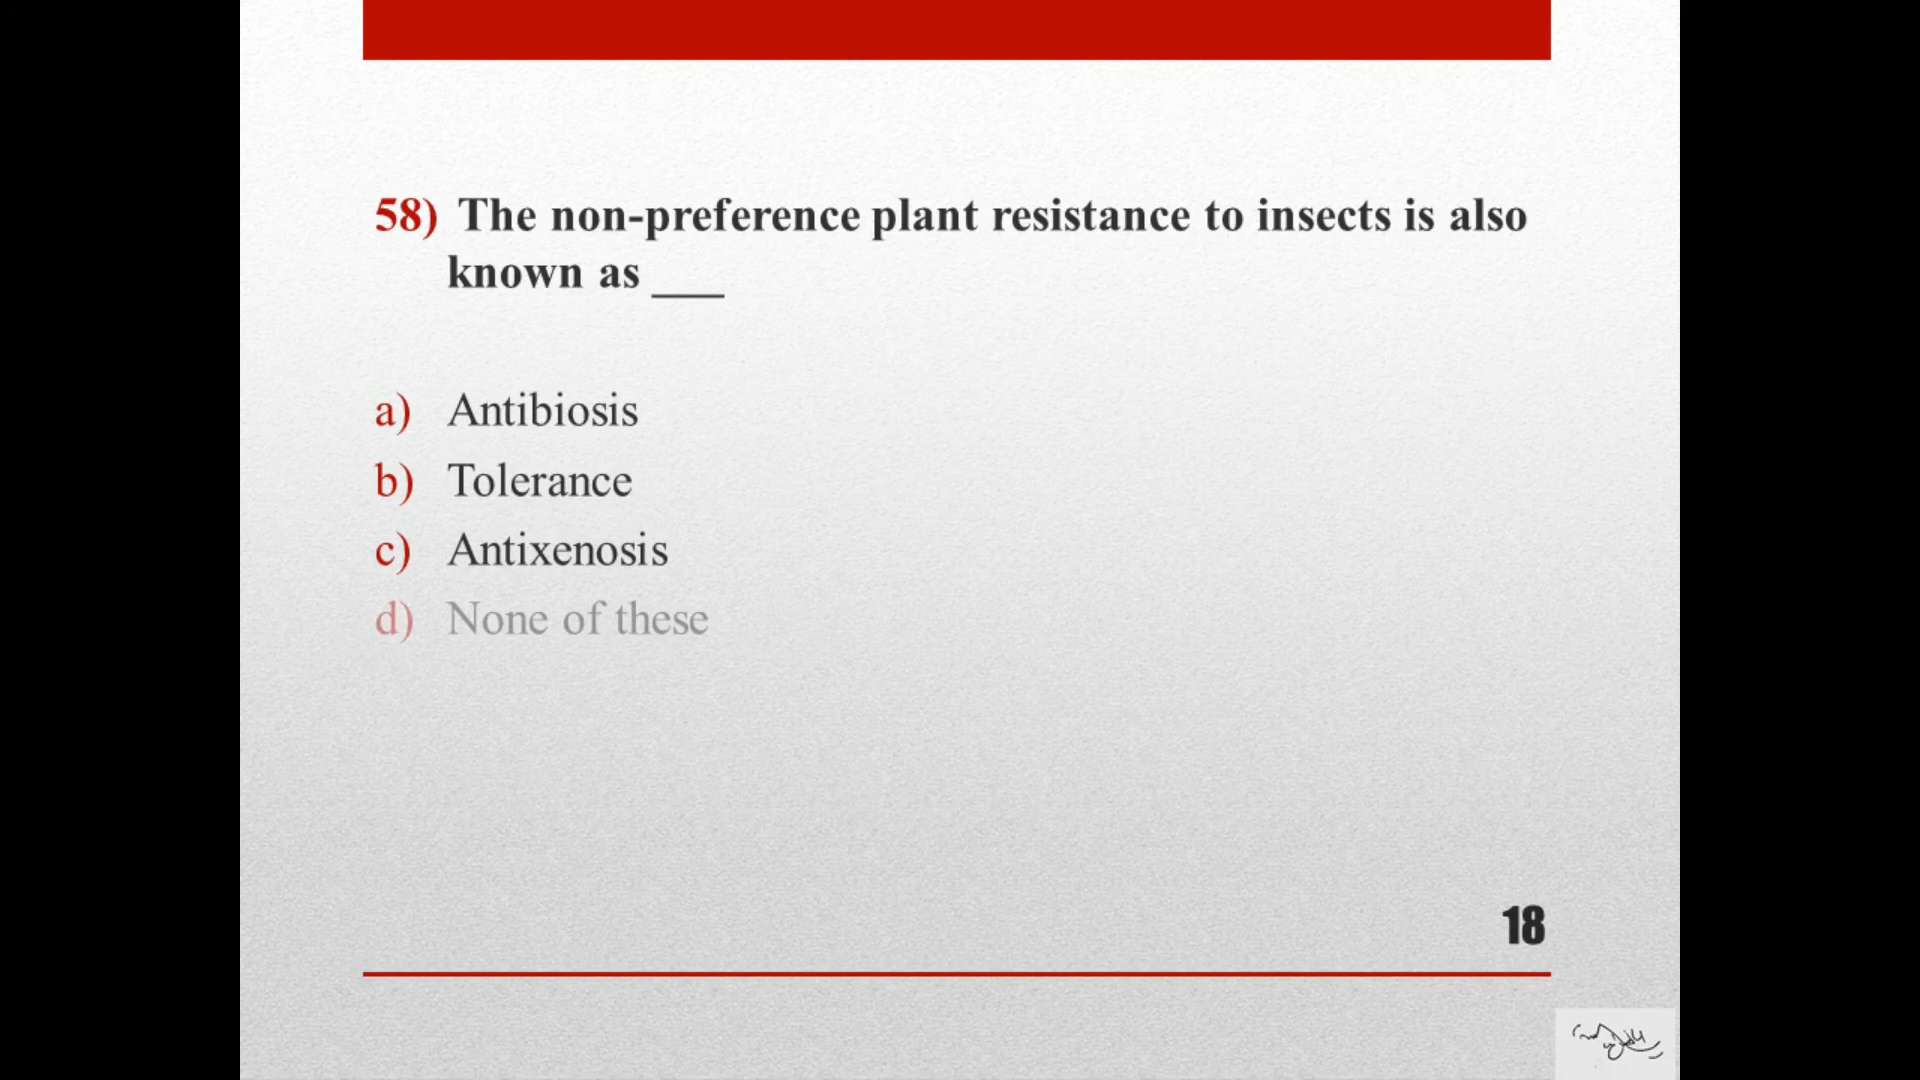 58) The non-preference plant resistance to insects is also
known as ___
a) Antibiosis
b) Tolerance
c) Antixenosis
d) None of these
18